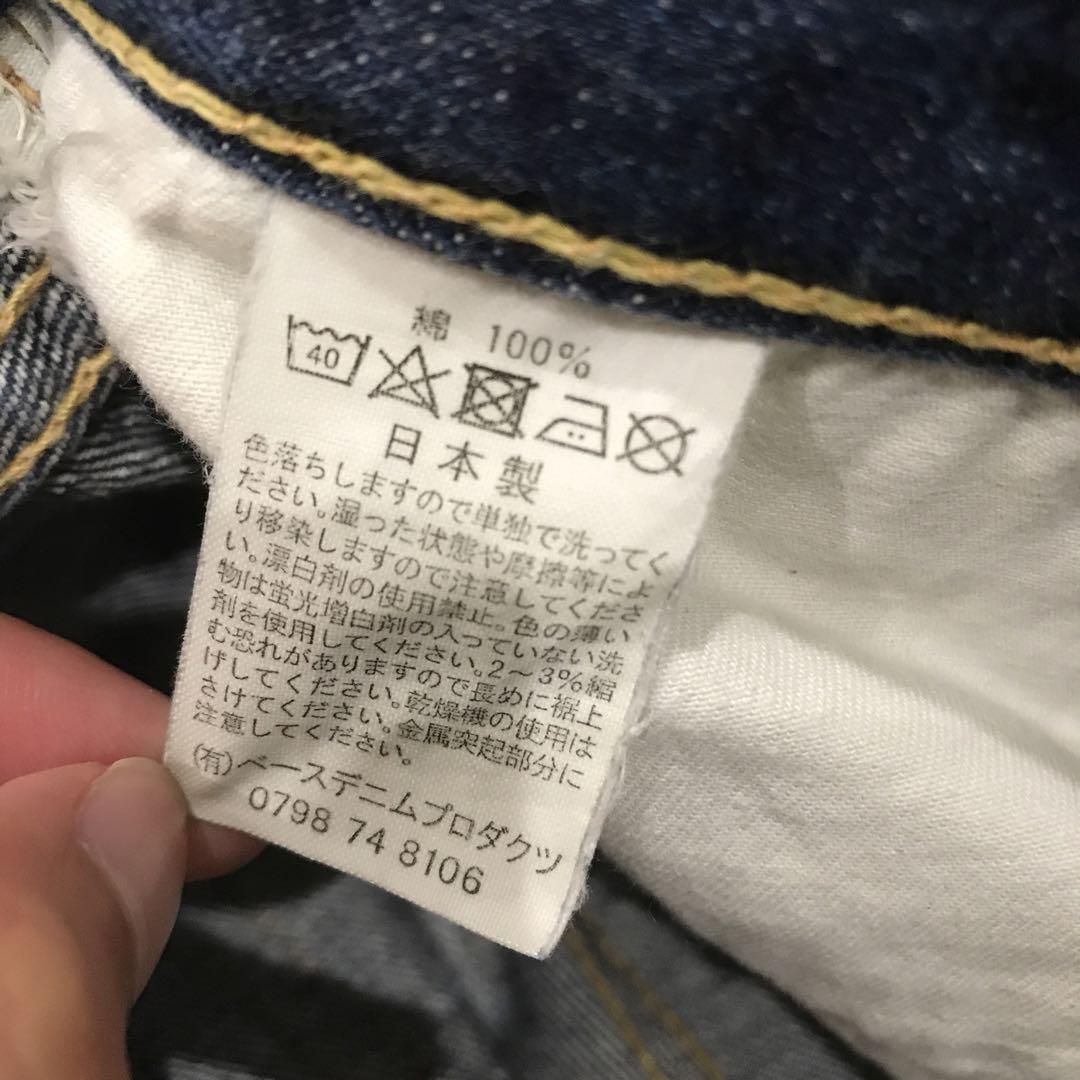 綿 100%
40
日本製
色落ちしますので単独で洗ってく
ださい。湿った状態や摩擦等によ
り移染しますので注意してくださ
い。漂白剤の使用禁止。色の薄い
物は蛍光増白剤の入っていない洗
剤を使用してください。2～3%縮
む恐れがありますので長めに裾上
げしてください。乾燥機の使用は
さけてください。金属突起部分に
注意してください。
(有)ベースデニムプロダクツ
0798 74 8106